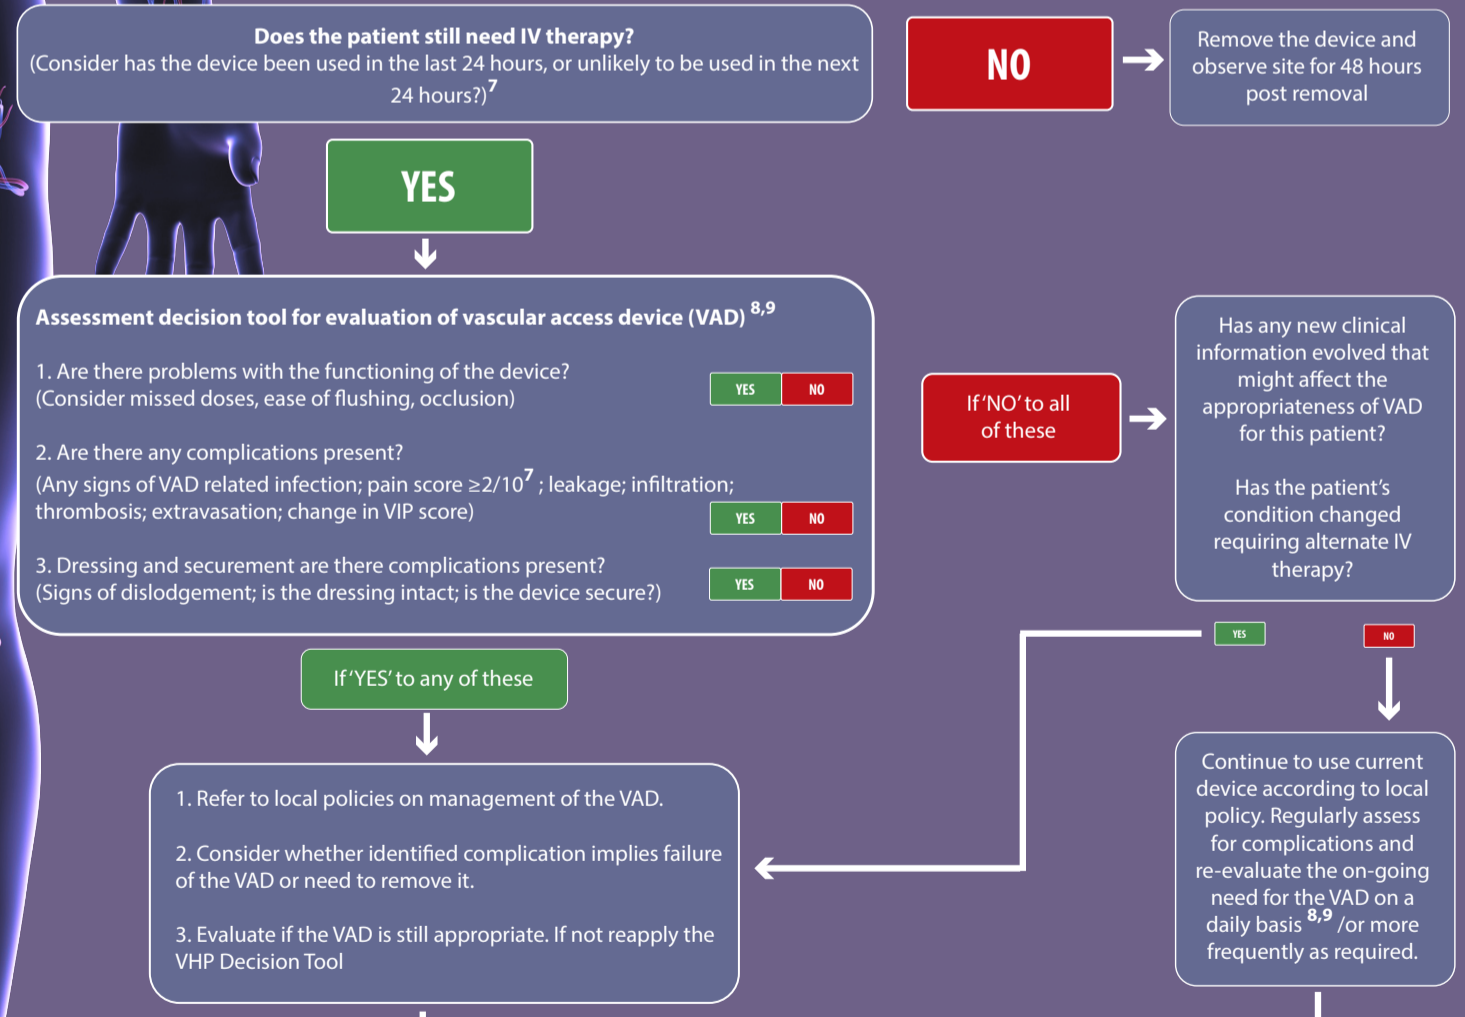 Does the patient still need IV therapy?
(Consider has the device been used in the last 24 hours, or unlikely to be used in the next
24 hours?)7
NO
Remove the device and
observe site for 48 hours
post removal
YES
Assessment decision tool for evaluation of vascular access device (VAD) 8,9
1. Are there problems with the functioning of the device?
(Consider missed doses, ease of flushing, occlusion)
YES NO
2. Are there any complications present?
(Any signs of VAD related infection; pain score ≥2/107 ; leakage; infiltration;
thrombosis; extravasation; change in VIP score)
YES NO
3. Dressing and securement are there complications present?
(Signs of dislodgement; is the dressing intact; is the device secure?)
YES NO
If ‘NO’ to all
of these
Has any new clinical
information evolved that
might affect the
appropriateness of VAD
for this patient?
Has the patient’s
condition changed
requiring alternate IV
therapy?
YES
NO
If ‘YES’ to any of these
1. Refer to local policies on management of the VAD.
2. Consider whether identified complication implies failure
of the VAD or need to remove it.
3. Evaluate if the VAD is still appropriate. If not reapply the
VHP Decision Tool
Continue to use current
device according to local
policy. Regularly assess
for complications and
re-evaluate the on-going
need for the VAD on a
daily basis 8,9 /or more
frequently as required.